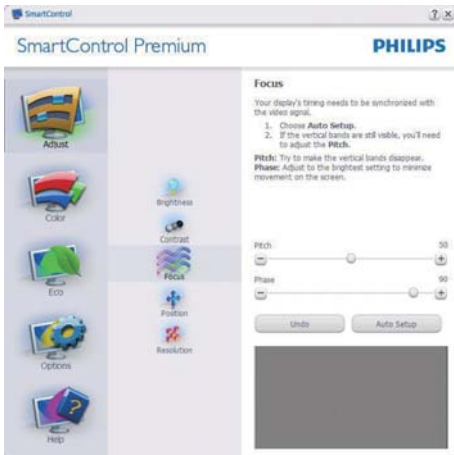 SmartControl
SmartControl Premium
PHILIPS
Adjust
Color
Eco
Options
Help
Brightness
Contrast
Focus
Position
Resolution
Focus
Your display's timing needs to be synchronized with
the video signal.
1. Choose Auto Setup.
2. If the vertical bands are still visible, you'll need
to adjust the Pitch.
Pitch: Try to make the vertical bands disappear.
Phase: Adjust to the brightest setting to minimize
movement on the screen.
Pitch 50
Phase 90
Undo Auto Setup